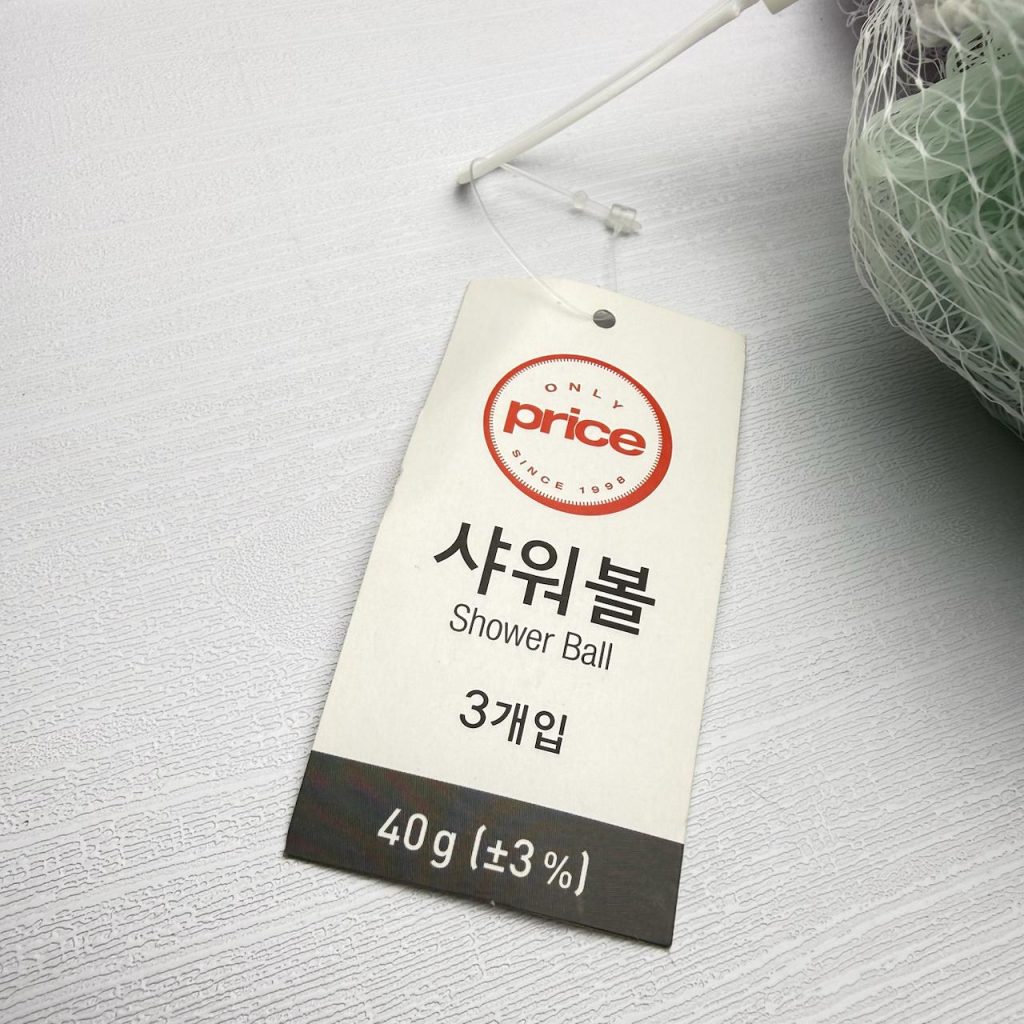 ONLY
price
SINCE 1998
샤워볼
Shower Ball
3개입
40g (±3%)